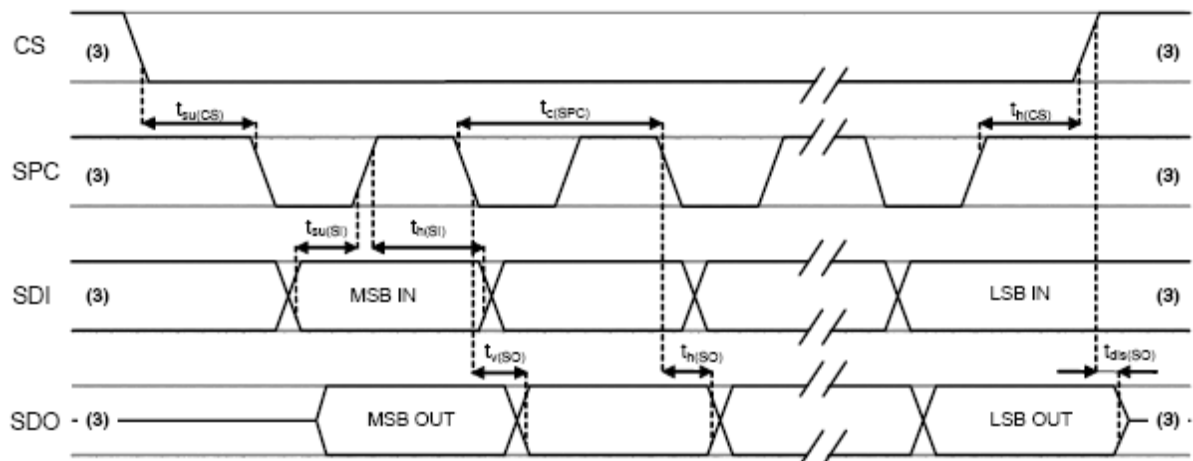 CS (3) (3)
t_su(CS) t_c(SPC) t_h(CS)
SPC (3) (3)
t_su(SI) t_h(SI)
SDI (3) MSB IN LSB IN (3)
t_v(SO) t_h(SO) t_dis(SO)
SDO (3) MSB OUT LSB OUT (3)